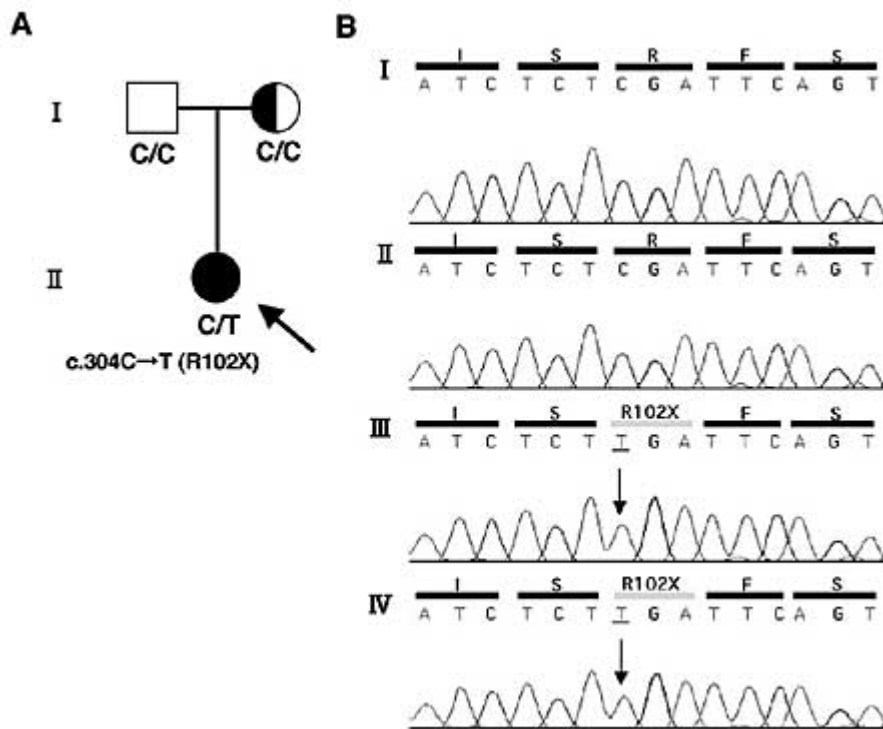 A
I
C/C C/C
II
C/T
c.304C→T (R102X)
B
I S R F S
I
A T C T C T C G A T T C A G T
I S R F S
II
A T C T C T C G A T T C A G T
I S R102X F S
III
A T C T C T T G A T T C A G T
I S R102X F S
IV
A T C T C T T G A T T C A G T